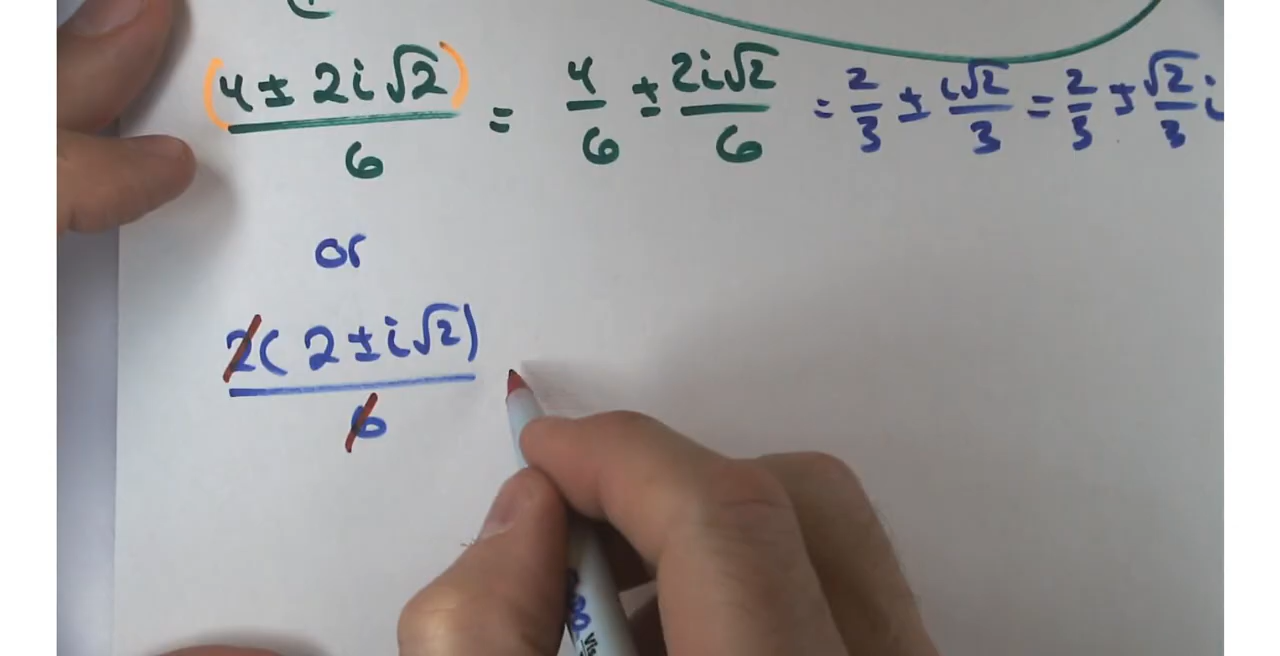 (4 ± 2i√2)/6 = 4/6 ± 2i√2/6 = 2/3 ± i√2/3 = 2/3 ± √2/3 i
or
2(2 ± i√2)/6
Vis